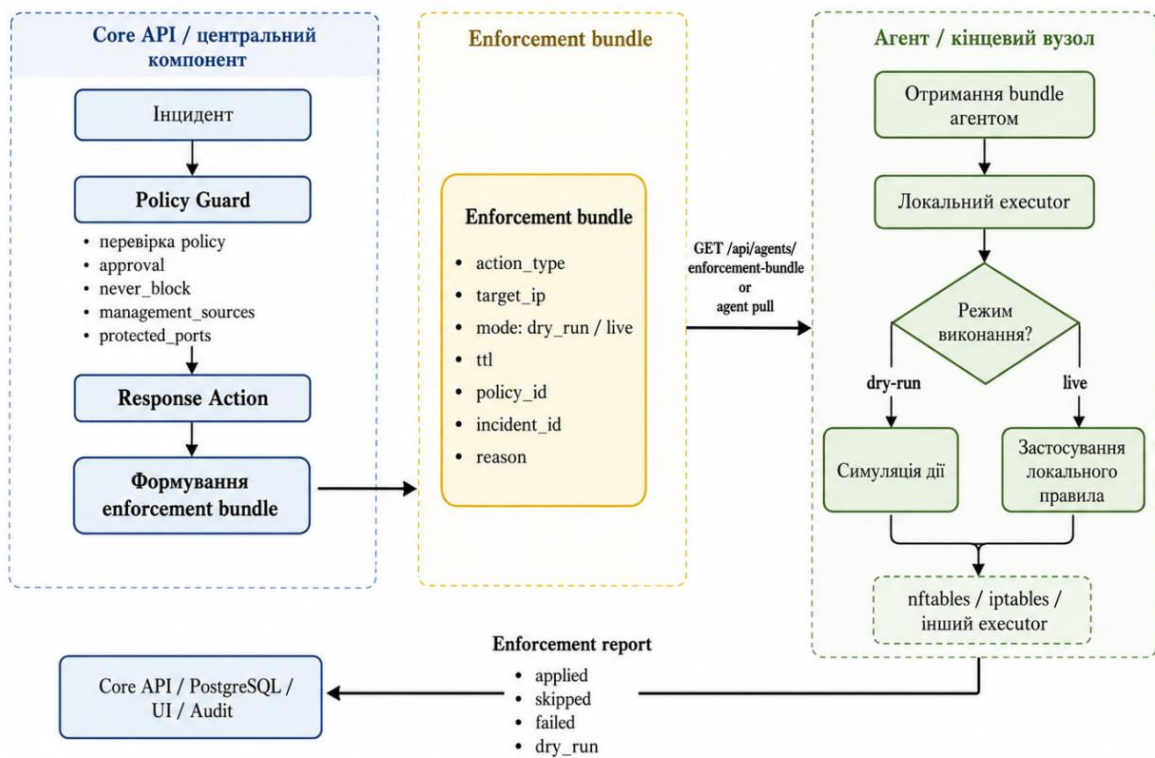 Core API / центральний
компонент
Інцидент
Policy Guard
• перевірка policy
• approval
• never_block
• management_sources
• protected_ports
Response Action
Формування
enforcement bundle
Enforcement bundle
Enforcement bundle
• action_type
• target_ip
• mode: dry_run / live
• ttl
• policy_id
• incident_id
• reason
GET /api/agents/
enforcement-bundle
or
agent pull
Агент / кінцевий вузол
Отримання bundle
агентом
Локальний executor
Режим
виконання?
dry-run
live
Симуляція дії
Застосування
локального
правила
nftables / iptables /
інший executor
Enforcement report
• applied
• skipped
• failed
• dry_run
Core API / PostgreSQL /
UI / Audit